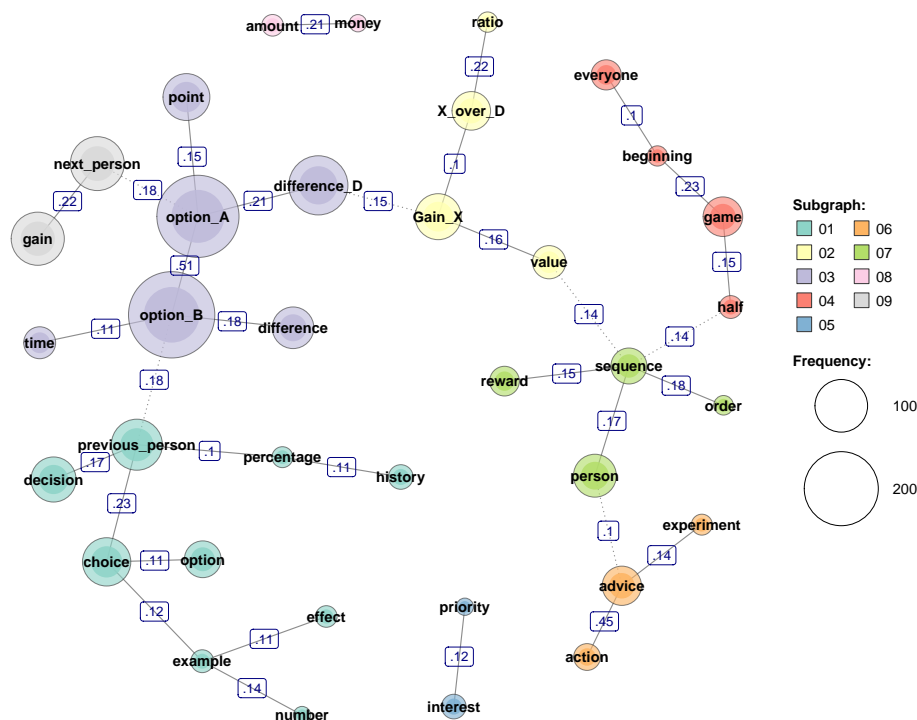 amount .21 money
ratio
.22
everyone
point
X_over_D
.1
beginning
.15
.1
.23
next_person
.18
difference_D
.22
.21
.15
gain
option_A
Gain_X
game
.16
value
.15
.51
option_B
.14
half
time
.11
.18
difference
.14
sequence
reward
.15
.18
order
.18
.17
previous_person
.1
percentage
.11
history
decision
.17
person
.23
experiment
.1
.14
choice
.11
option
advice
.12
effect
priority
.45
.11
example
.12
action
.14
number
interest
Subgraph:
01 06
02 07
03 08
04 09
05
Frequency:
100
200